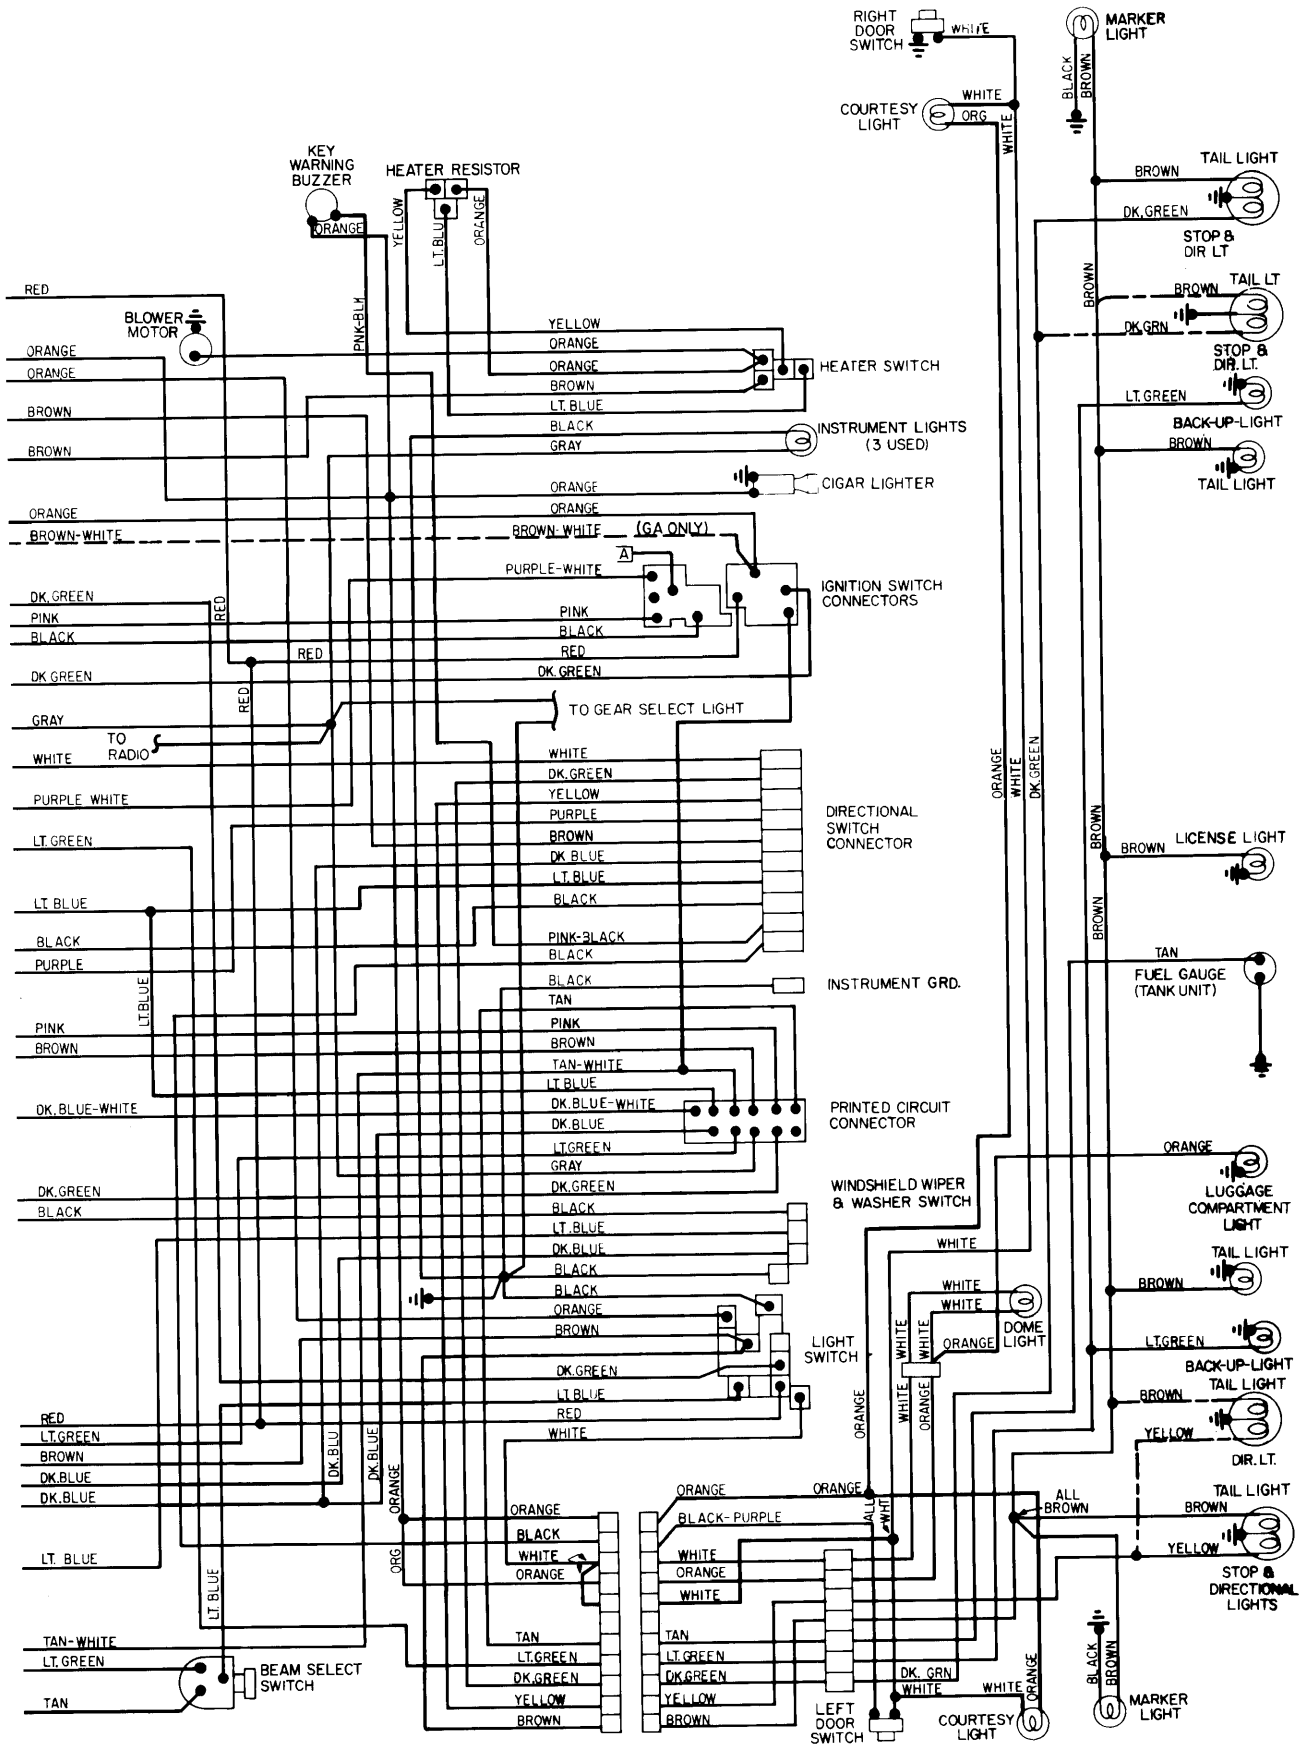 RIGHT
DOOR
SWITCH
WHITE
MARKER
LIGHT
BLACK
BROWN
COURTESY
LIGHT
WHITE
ORG
WHITE
KEY
WARNING
BUZZER
ORANGE
HEATER RESISTOR
YELLOW
LT.BLU
ORANGE
TAIL LIGHT
BROWN
DK.GREEN
STOP &
DIR LT
BROWN
TAIL LT
BROWN
DK.GRN
STOP &
DIR. LT.
LT. GREEN
BACK-UP-LIGHT
BROWN
TAIL LIGHT
RED
BLOWER
MOTOR
PNK-BLK
ORANGE
ORANGE
BROWN
BROWN
YELLOW
ORANGE
ORANGE
BROWN
LT. BLUE
HEATER SWITCH
BLACK
GRAY
INSTRUMENT LIGHTS
(3 USED)
ORANGE
CIGAR LIGHTER
ORANGE
ORANGE
BROWN-WHITE
BROWN-WHITE
(GA ONLY)
A
PURPLE-WHITE
IGNITION SWITCH
CONNECTORS
DK. GREEN
PINK
BLACK
RED
PINK
BLACK
RED
RED
DK GREEN
DK. GREEN
RED
GRAY
TO GEAR SELECT LIGHT
TO
RADIO
WHITE
PURPLE WHITE
LT. GREEN
LT. BLUE
BLACK
PURPLE
LT.BLUE
WHITE
DK.GREEN
YELLOW
PURPLE
BROWN
DK BLUE
LT. BLUE
BLACK
PINK-BLACK
BLACK
DIRECTIONAL
SWITCH
CONNECTOR
ORANGE
WHITE
DK.GREEN
BROWN
BROWN
LICENSE LIGHT
BROWN
TAN
FUEL GAUGE
(TANK UNIT)
BLACK
INSTRUMENT GRD.
TAN
PINK
PINK
BROWN
BROWN
TAN-WHITE
LT BLUE
DK.BLUE-WHITE
DK.BLUE-WHITE
DK.BLUE
LT.GREEN
GRAY
DK.GREEN
PRINTED CIRCUIT
CONNECTOR
DK.GREEN
BLACK
BLACK
LT.BLUE
DK.BLUE
BLACK
WINDSHIELD WIPER
& WASHER SWITCH
ORANGE
LUGGAGE
COMPARTMENT
LIGHT
WHITE
TAIL LIGHT
BROWN
BLACK
ORANGE
BROWN
DK.GREEN
LT BLUE
RED
WHITE
LIGHT
SWITCH
WHITE
WHITE
DOME
LIGHT
WHITE
WHITE
ORANGE
WHITE
ORANGE
ORANGE
LT.GREEN
BACK-UP-LIGHT
TAIL LIGHT
BROWN
YELLOW
DIR. LT.
RED
LT.GREEN
BROWN
DK.BLUE
DK.BLUE
DK.BLU
DK.BLUE
ORANGE
ORG
LT. BLUE
LT. BLUE
ORANGE
BLACK
WHITE
ORANGE
TAN
LT.GREEN
DK.GREEN
YELLOW
BROWN
ORANGE
ORANGE
BLACK-PURPLE
WHITE
ORANGE
WHITE
TAN
LT. GREEN
DK.GREEN
YELLOW
BROWN
ALL
WHT
ALL
BROWN
TAIL LIGHT
BROWN
YELLOW
STOP &
DIRECTIONAL
LIGHTS
TAN-WHITE
LT. GREEN
TAN
BEAM SELECT
SWITCH
DK. GRN
WHITE
LEFT
DOOR
SWITCH
WHITE
ORANGE
COURTESY
LIGHT
BLACK
BROWN
MARKER
LIGHT